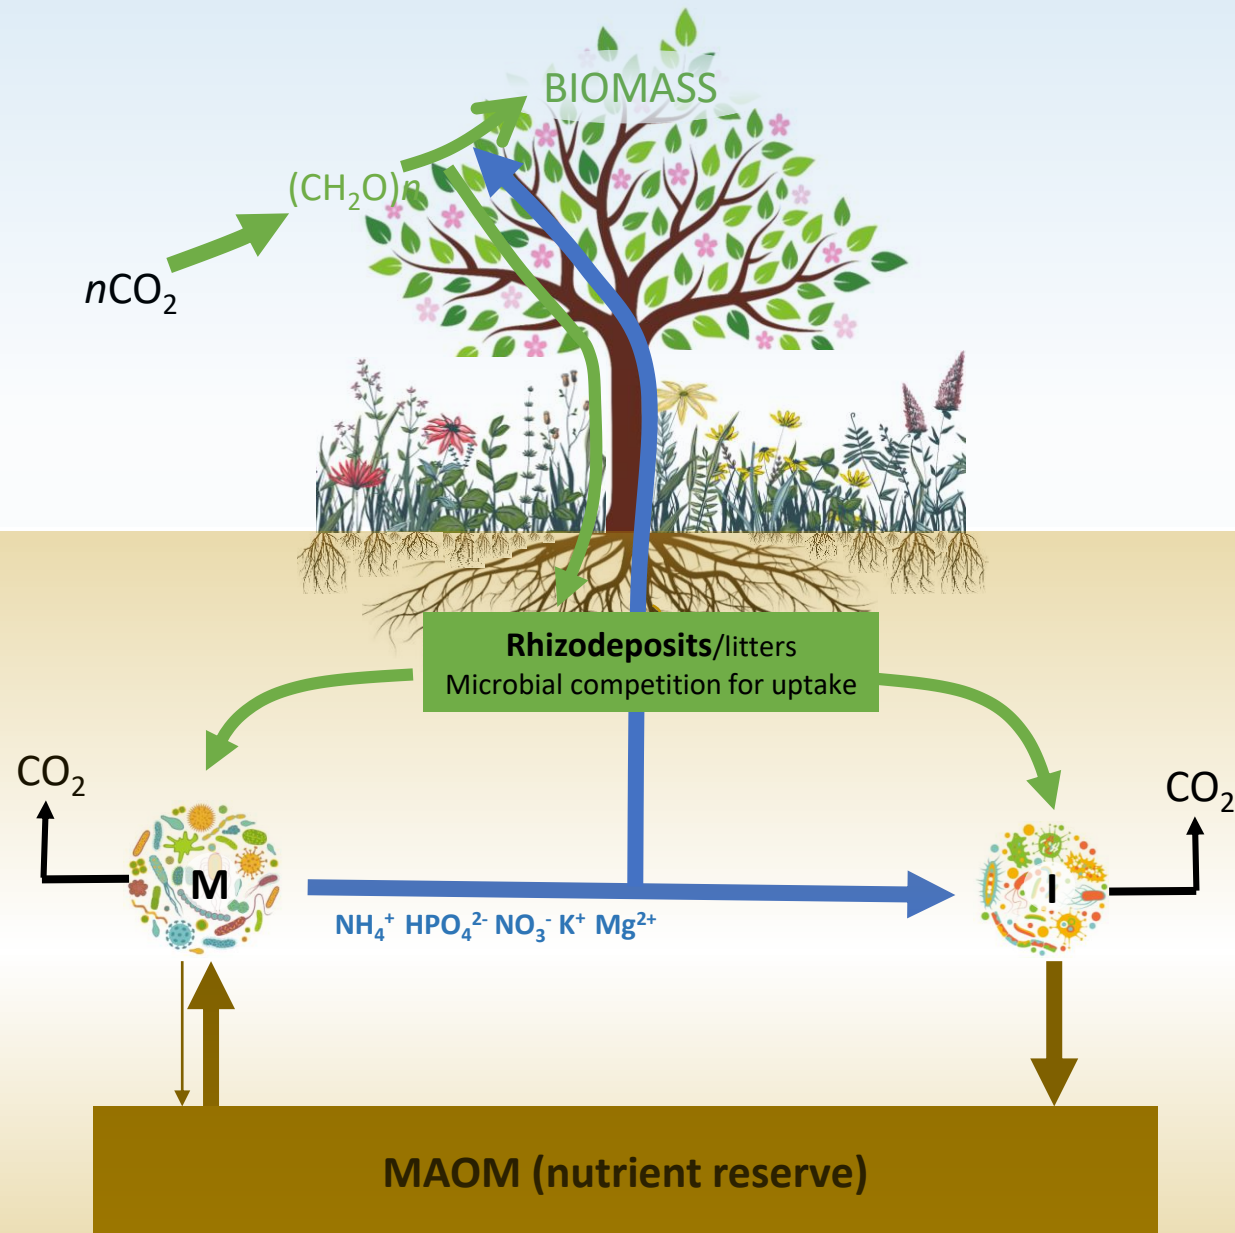 BIOMASS
(CH₂O)n
nCO₂
Rhizodeposits/litters
Microbial competition for uptake
CO₂
CO₂
M
I
NH₄⁺ HPO₄²⁻ NO₃⁻ K⁺ Mg²⁺
MAOM (nutrient reserve)